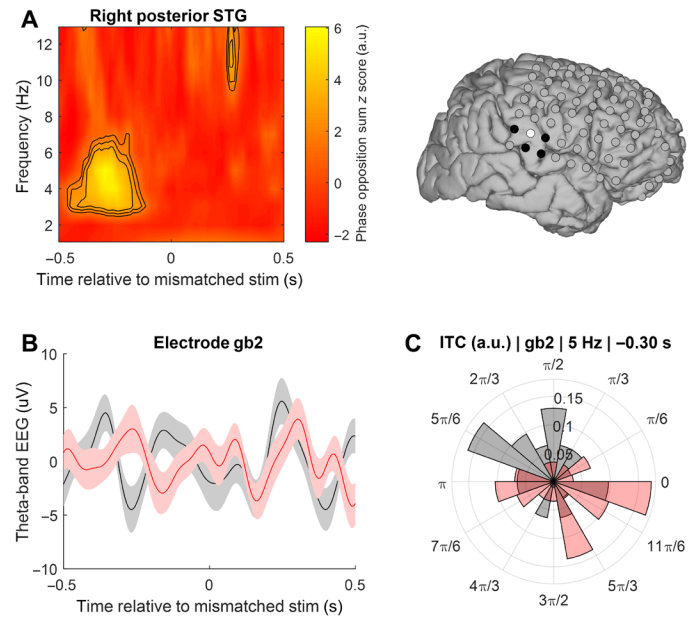 A
Right posterior STG
Frequency (Hz)
12
10
8
6
4
2
−0.5
0
0.5
Time relative to mismatched stim (s)
6
4
2
0
−2
Phase opposition sum z score (a.u.)
B
Electrode gb2
Theta-band EEG (uV)
10
5
0
−5
−10
−0.5
0
0.5
Time relative to mismatched stim (s)
C
ITC (a.u.) | gb2 | 5 Hz | −0.30 s
π/2
2π/3
π/3
5π/6
π/6
0.15
0.1
0.05
π
0
7π/6
11π/6
4π/3
5π/3
3π/2